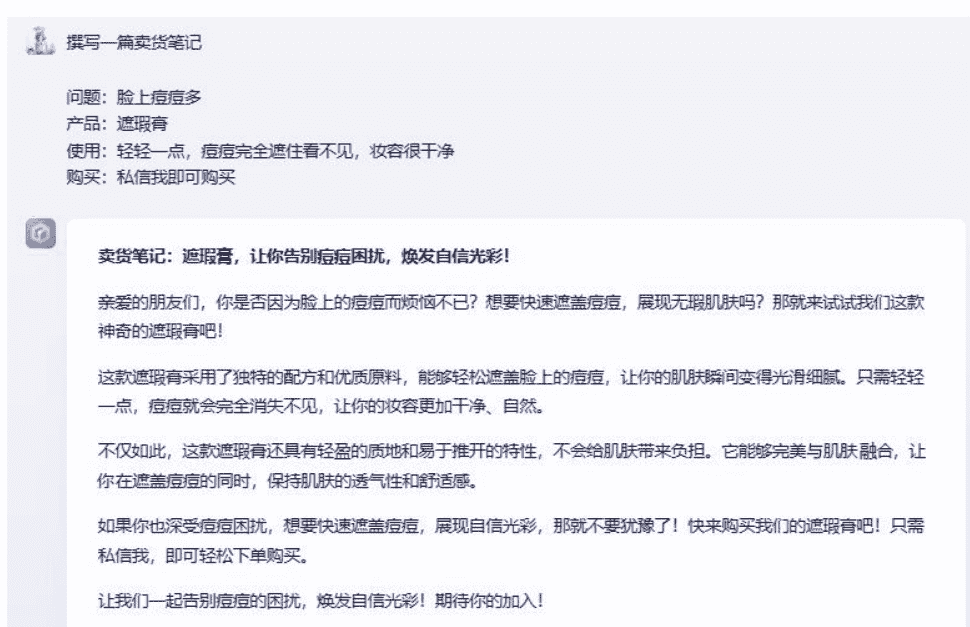 撰写一篇卖货笔记
问题：脸上痘痘多
产品：遮瑕膏
使用：轻轻一点，痘痘完全遮住看不见，妆容很干净
购买：私信我即可购买
卖货笔记：遮瑕膏，让你告别痘痘困扰，焕发自信光彩！
亲爱的朋友们，你是否因为脸上的痘痘而烦恼不已？想要快速遮盖痘痘，展现无瑕肌肤吗？那就来试试我们这款
神奇的遮瑕膏吧！
这款遮瑕膏采用了独特的配方和优质原料，能够轻松遮盖脸上的痘痘，让你的肌肤瞬间变得光滑细腻。只需轻轻
一点，痘痘就会完全消失不见，让你的妆容更加干净、自然。
不仅如此，这款遮瑕膏还具有轻盈的质地和易于推开的特性，不会给肌肤带来负担。它能够完美与肌肤融合，让
你在遮盖痘痘的同时，保持肌肤的透气性和舒适感。
如果你也深受痘痘困扰，想要快速遮盖痘痘，展现自信光彩，那就不要犹豫了！快来购买我们的遮瑕膏吧！只需
私信我，即可轻松下单购买。
让我们一起告别痘痘的困扰，焕发自信光彩！期待你的加入！